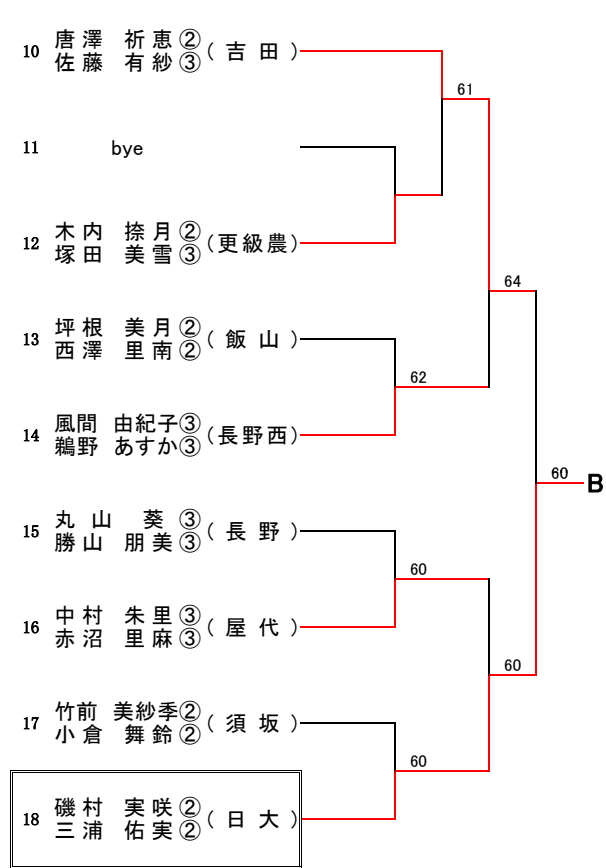 10 唐澤 祈恵② (吉田)
佐藤 有紗③
61
11 bye
12 木内 捺月② (更級農)
塚田 美雪③
64
13 坪根 美月② (飯山)
西澤 里南②
62
14 風間 由紀子③ (長野西)
鵜野 あすか③
60 B
15 丸山 葵③ (長野)
勝山 朋美③
60
16 中村 朱里③ (屋代)
赤沼 里麻③
60
17 竹前 美紗季② (須坂)
小倉 舞鈴②
60
18 磯村 実咲② (日大)
三浦 佑実②